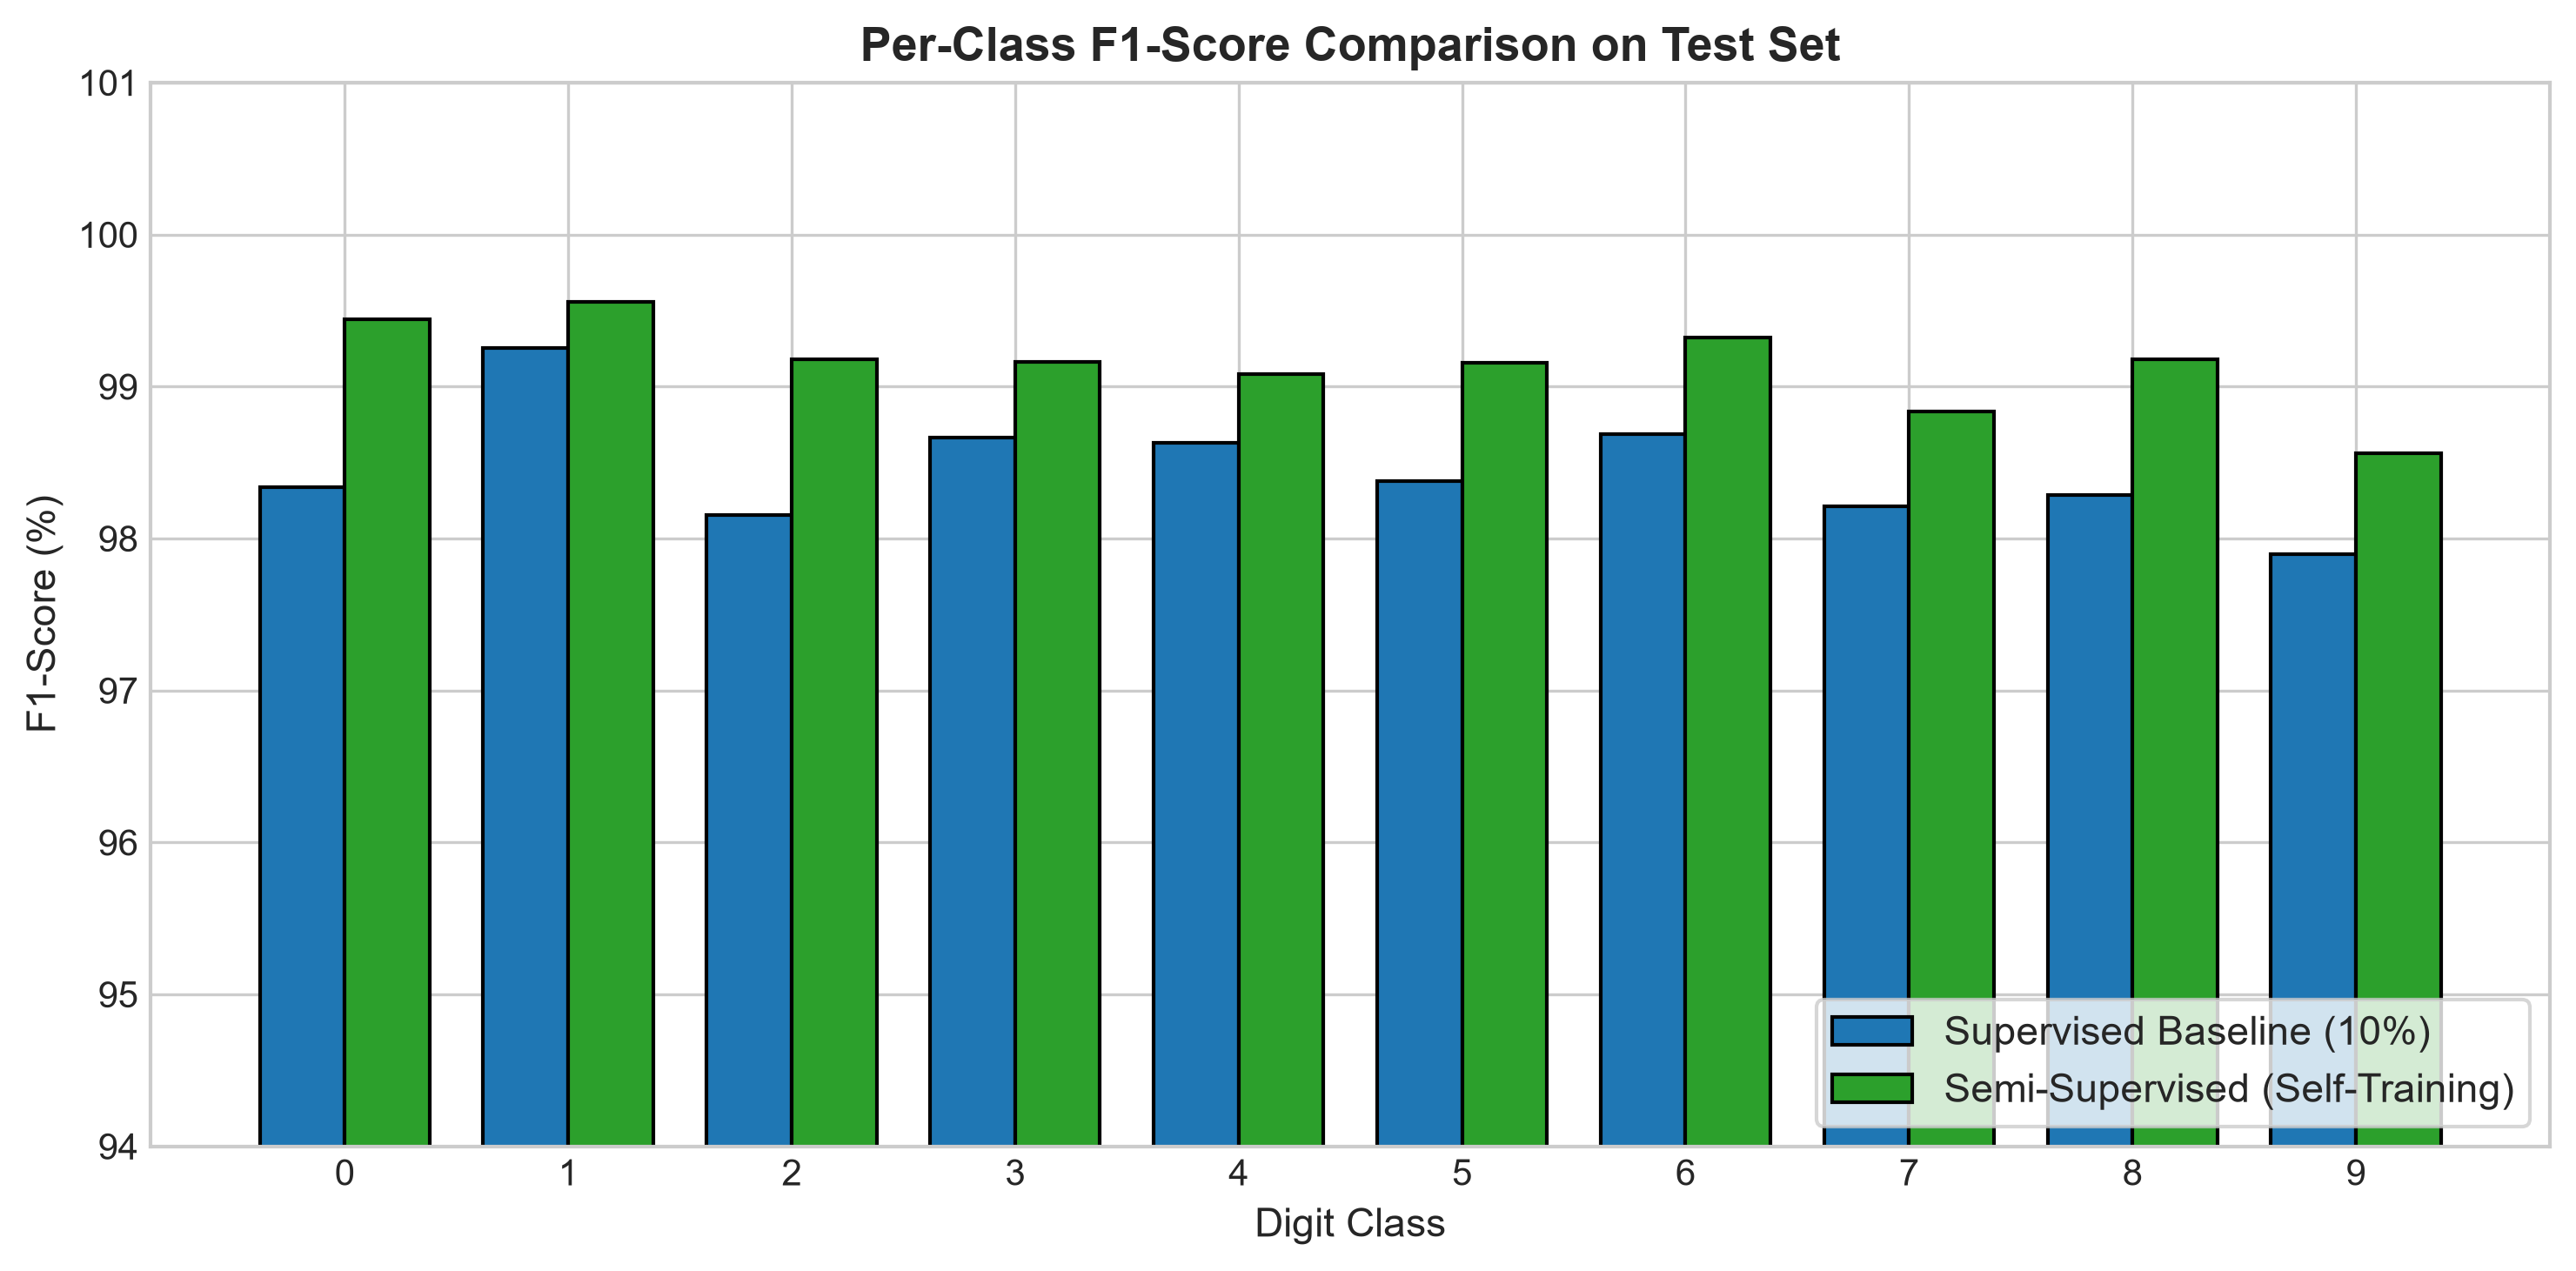 Per-Class F1-Score Comparison on Test Set
101
100
99
98
97
96
95
94
F1-Score (%)
0 1 2 3 4 5 6 7 8 9
Digit Class
Supervised Baseline (10%)
Semi-Supervised (Self-Training)